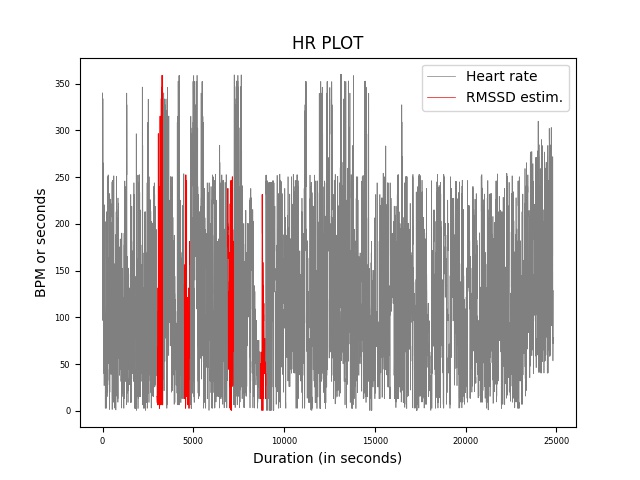 HR PLOT
Heart rate
RMSSD estim.
BPM or seconds
350
300
250
200
150
100
50
0
0 5000 10000 15000 20000 25000
Duration (in seconds)